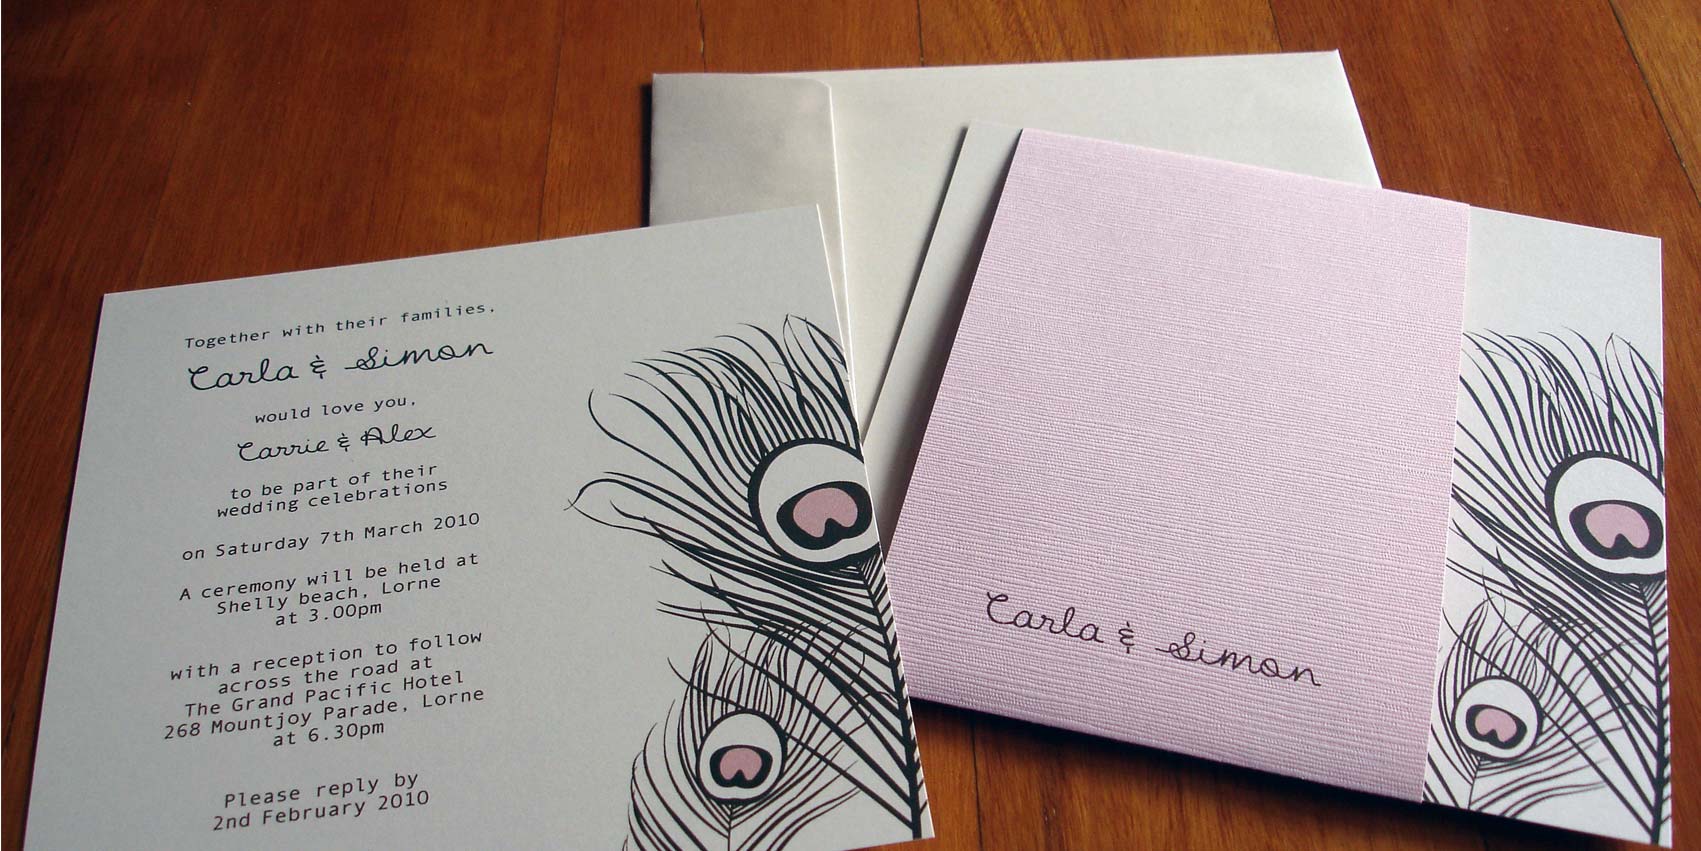 Together with their families,
Carla & Simon
would love you,
Carrie & Alex
to be part of their
wedding celebrations
on Saturday 7th March 2010
A ceremony will be held at
Shelly beach, Lorne
at 3.00pm
with a reception to follow
across the road at
The Grand Pacific Hotel
268 Mountjoy Parade, Lorne
at 6.30pm
Please reply by
2nd February 2010
Carla & Simon